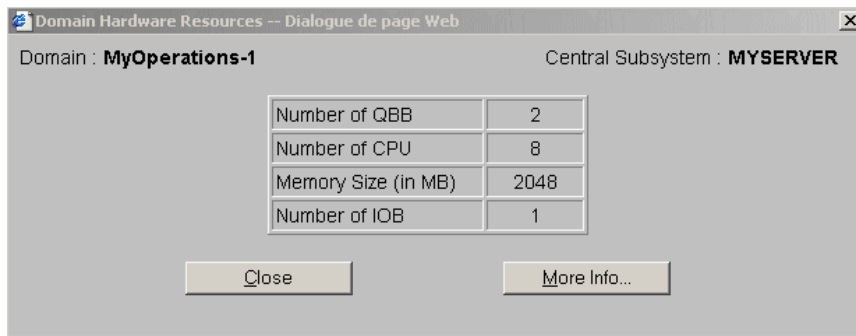 Domain Hardware Resources -- Dialogue de page Web
Domain : MyOperations-1 Central Subsystem : MYSERVER
Number of QBB 2
Number of CPU 8
Memory Size (in MB) 2048
Number of IOB 1
Close More Info...